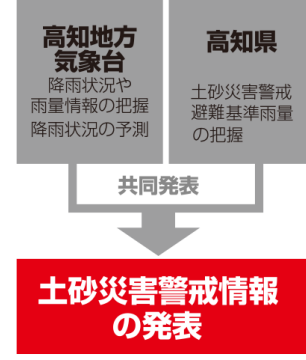 高知地方
気象台
降雨状況や
雨量情報の把握
降雨状況の予測
高知県
土砂災害警戒
避難基準雨量
の把握
共同発表
土砂災害警戒情報
の発表